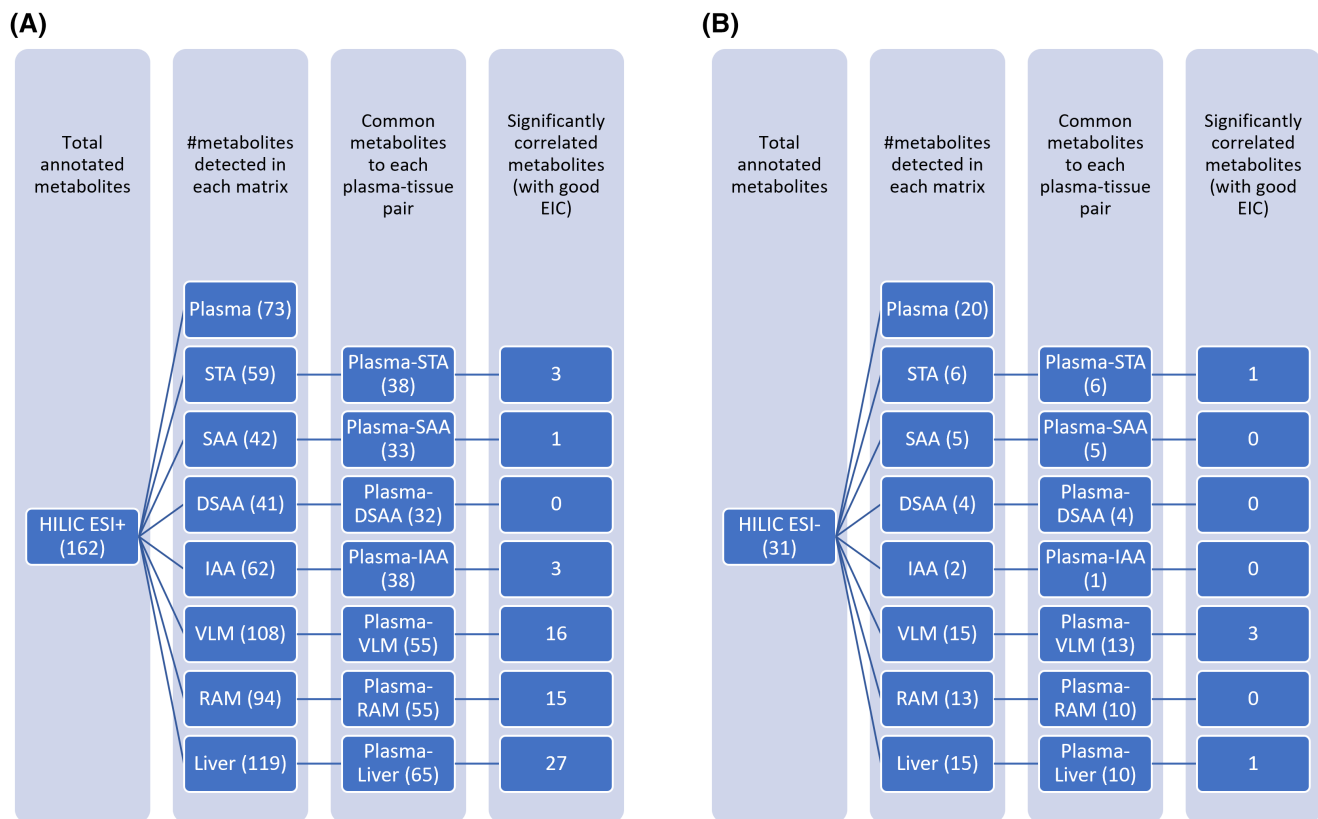 (A)
Total
annotated
metabolites
#metabolites
detected in
each matrix
Common
metabolites
to each
plasma-tissue
pair
Significantly
correlated
metabolites
(with good
EIC)
HILIC ESI+
(162)
Plasma (73)
STA (59)
Plasma-STA
(38)
3
SAA (42)
Plasma-SAA
(33)
1
DSAA (41)
Plasma-
DSAA (32)
0
IAA (62)
Plasma-IAA
(38)
3
VLM (108)
Plasma-
VLM (55)
16
RAM (94)
Plasma-
RAM (55)
15
Liver (119)
Plasma-
Liver (65)
27
(B)
Total
annotated
metabolites
#metabolites
detected in
each matrix
Common
metabolites
to each
plasma-tissue
pair
Significantly
correlated
metabolites
(with good
EIC)
HILIC ESI-
(31)
Plasma (20)
STA (6)
Plasma-STA
(6)
1
SAA (5)
Plasma-SAA
(5)
0
DSAA (4)
Plasma-
DSAA (4)
0
IAA (2)
Plasma-IAA
(1)
0
VLM (15)
Plasma-
VLM (13)
3
RAM (13)
Plasma-
RAM (10)
0
Liver (15)
Plasma-
Liver (10)
1